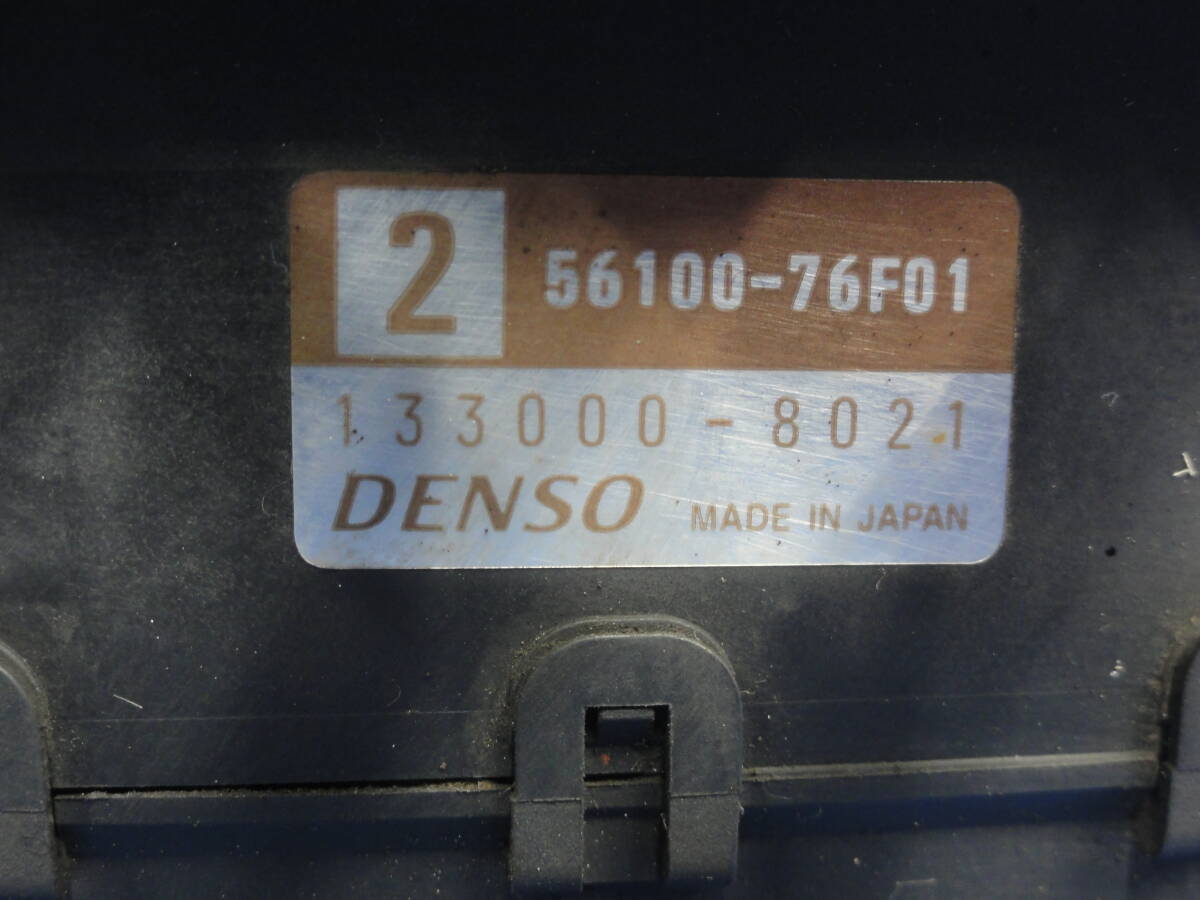 2 56100-76F01
133000-8021
DENSO MADE IN JAPAN